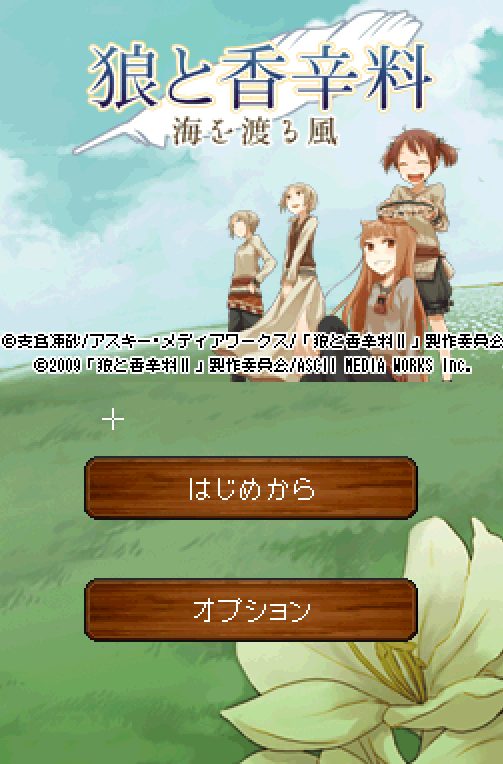 狼と香辛料
海を渡る風
©支倉凍砂/アスキー・メディアワークス/「狼と香辛料Ⅱ」製作委員会
©2009「狼と香辛料Ⅱ」製作委員会/ASCII MEDIA WORKS Inc.
はじめから
オプション